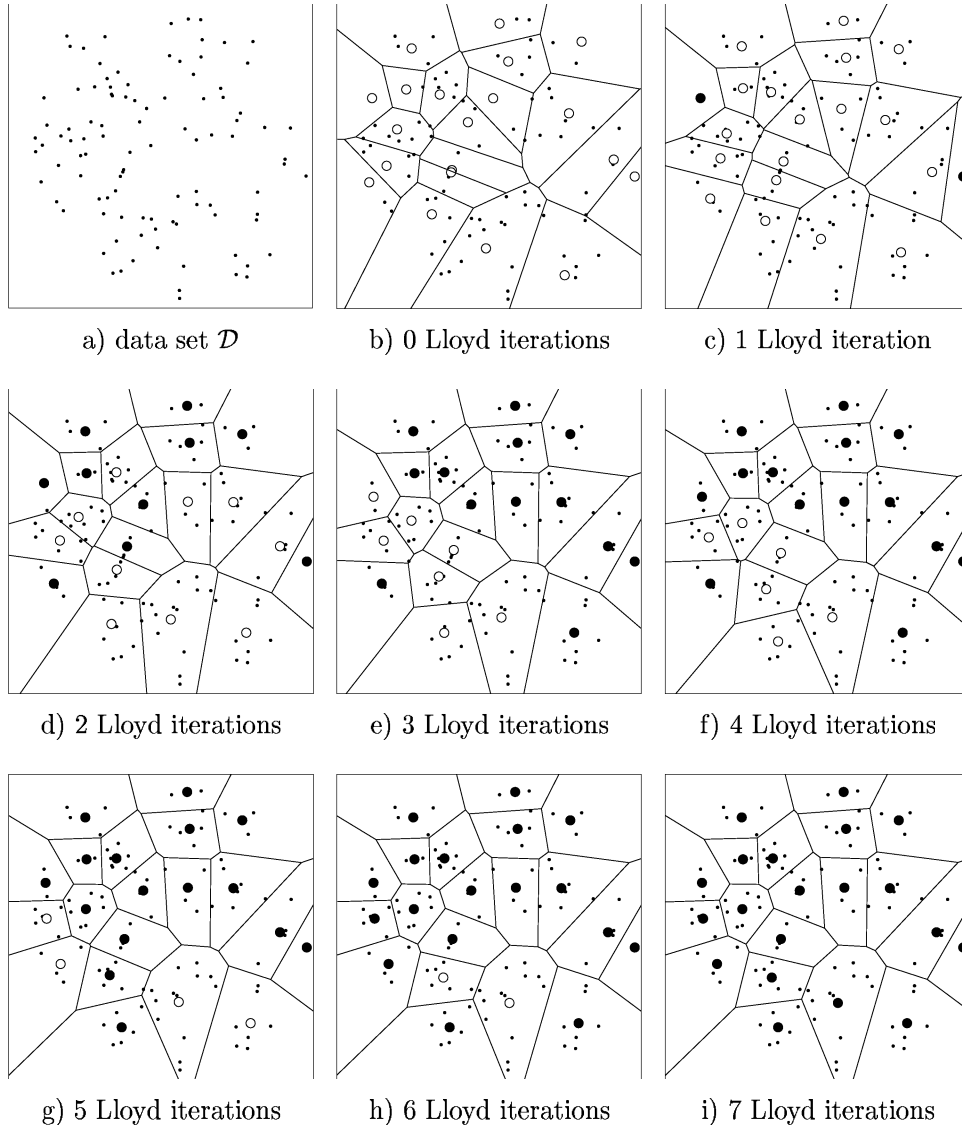 a) data set 𝒟
b) 0 Lloyd iterations
c) 1 Lloyd iteration
d) 2 Lloyd iterations
e) 3 Lloyd iterations
f) 4 Lloyd iterations
g) 5 Lloyd iterations
h) 6 Lloyd iterations
i) 7 Lloyd iterations